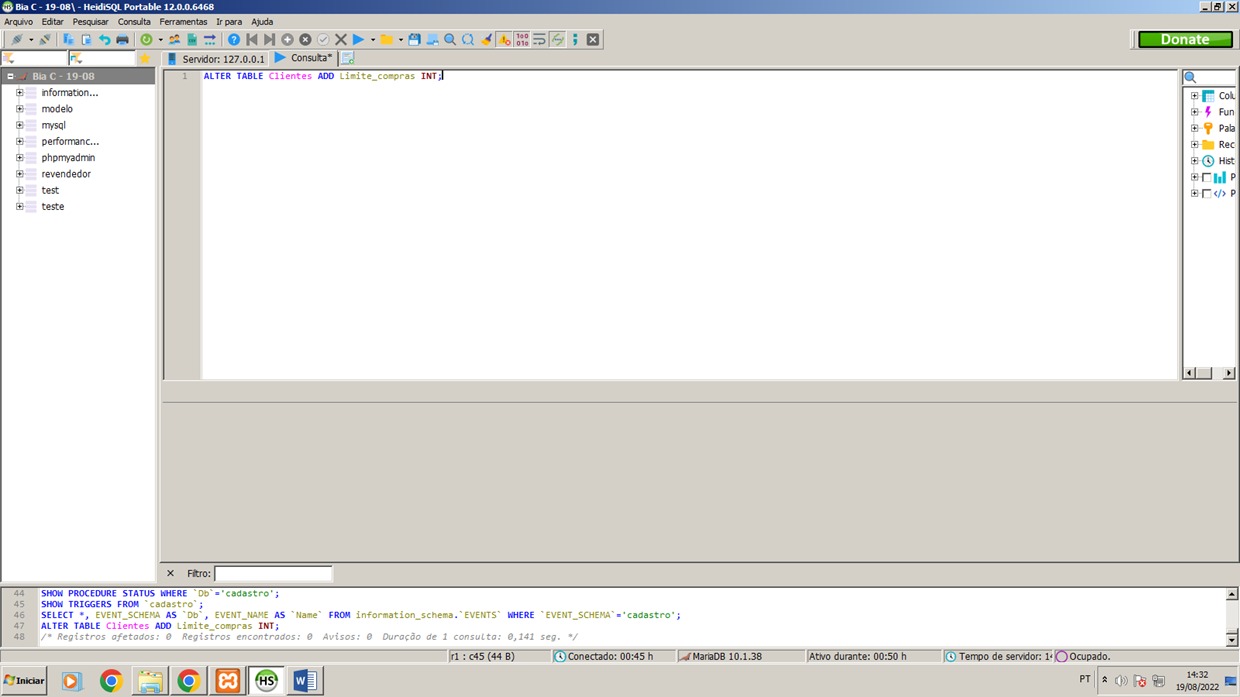 Bia C - 19-08\ - HeidiSQL Portable 12.0.0.6468
Arquivo Editar Pesquisar Consulta Ferramentas Ir para Ajuda
Donate
Servidor: 127.0.0.1 Consulta*
Bia C - 19-08
information...
modelo
mysql
performanc...
phpmyadmin
revendedor
test
teste
1 ALTER TABLE Clientes ADD Limite_compras INT;
Colu
Fun
Pala
Rec
Hist
P
P
Filtro:
44 SHOW PROCEDURE STATUS WHERE `Db`='cadastro';
45 SHOW TRIGGERS FROM `cadastro`;
46 SELECT *, EVENT_SCHEMA AS `Db`, EVENT_NAME AS `Name` FROM information_schema.`EVENTS` WHERE `EVENT_SCHEMA`='cadastro';
47 ALTER TABLE Clientes ADD Limite_compras INT;
48 /* Registros afetados: 0 Registros encontrados: 0 Avisos: 0 Duração de 1 consulta: 0,141 seg. */
r1 : c45 (44 B) Conectado: 00:45 h MariaDB 10.1.38 Ativo durante: 00:50 h Tempo de servidor: 14 Ocupado.
Iniciar HS W PT 14:32
19/08/2022